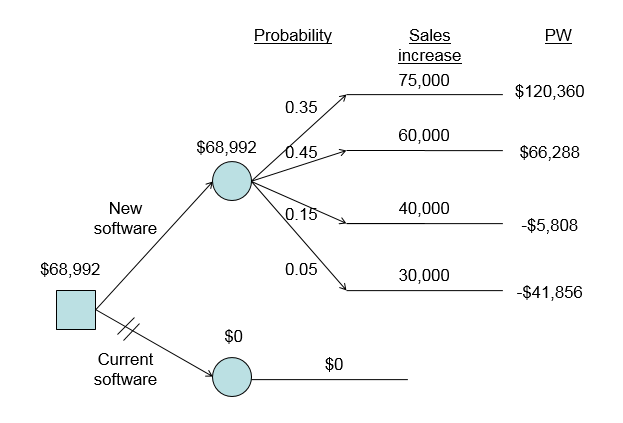 Probability
Sales
increase
PW
75,000
$120,360
0.35
60,000
$68,992
0.45
$66,288
New
software
0.15
40,000
-$5,808
$68,992
0.05
30,000
-$41,856
$0
Current
software
$0